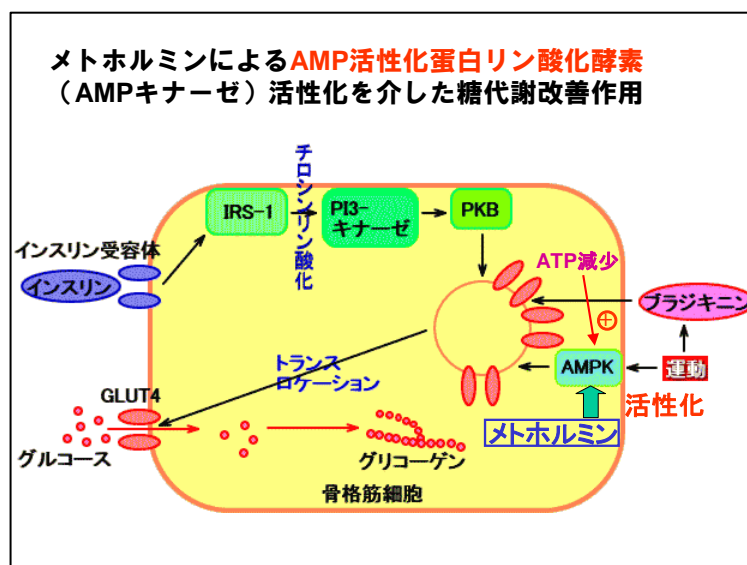 メトホルミンによるAMP活性化蛋白リン酸化酵素
（AMPキナーゼ）活性化を介した糖代謝改善作用
チロシンリン酸化
IRS-1
PI3-
キナーゼ
PKB
インスリン受容体
インスリン
ATP減少
ブラジキニン
トランス
ロケーション
AMPK
運動
活性化
メトホルミン
GLUT4
グルコース
グリコーゲン
骨格筋細胞